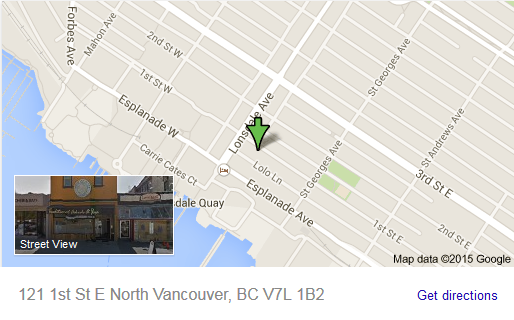 Forbes Ave
Mahon Ave
2nd St W
1st St W
Esplanade W
Carrie Cates Ct
Lonsdale Ave
St Georges Ave
St Andrews Ave
3rd St E
Lolo Ln
St Georges Ave
Esplanade Ave
1st St E
dale Quay
Street View
Map data ©2015 Google
121 1st St E North Vancouver, BC V7L 1B2
Get directions